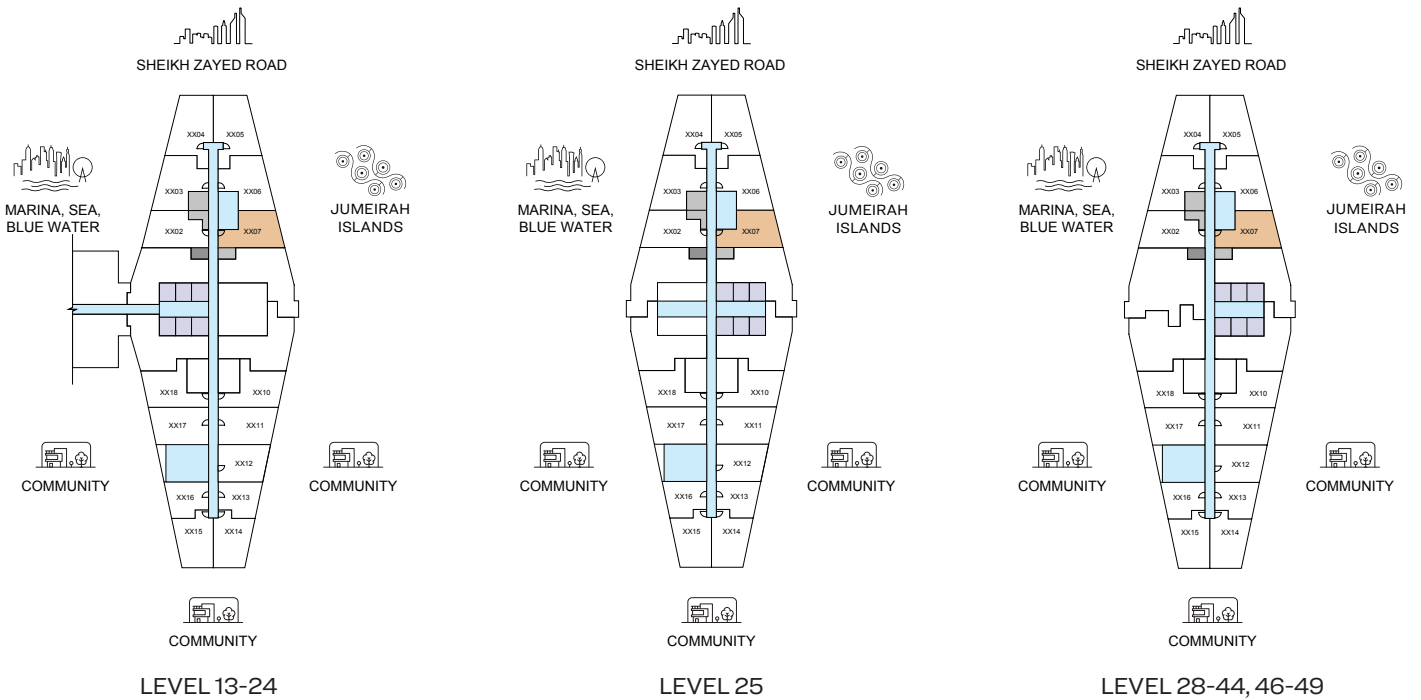 SHEIKH ZAYED ROAD
XX04
XX05
MARINA, SEA,
BLUE WATER
JUMEIRAH
ISLANDS
XX03
XX06
XX02
XX07
XX18
XX10
XX17
XX11
XX12
XX16
XX13
XX15
XX14
COMMUNITY
COMMUNITY
COMMUNITY
LEVEL 13-24
SHEIKH ZAYED ROAD
XX04
XX05
MARINA, SEA,
BLUE WATER
JUMEIRAH
ISLANDS
XX03
XX06
XX02
XX07
XX18
XX10
XX17
XX11
XX12
XX16
XX13
XX15
XX14
COMMUNITY
COMMUNITY
COMMUNITY
LEVEL 25
SHEIKH ZAYED ROAD
XX04
XX05
MARINA, SEA,
BLUE WATER
JUMEIRAH
ISLANDS
XX03
XX06
XX02
XX07
XX18
XX10
XX17
XX11
XX12
XX16
XX13
XX15
XX14
COMMUNITY
COMMUNITY
COMMUNITY
LEVEL 28-44, 46-49